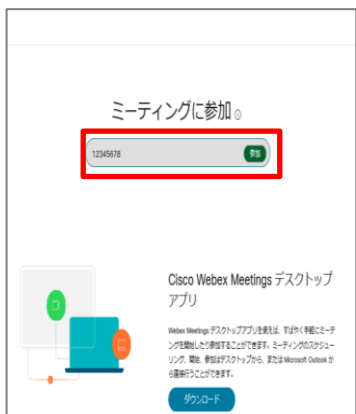 ミーティングに参加
12345678
参加
Cisco Webex Meetings デスクトップ
アプリ
Webex Meetings デスクトップアプリを使えば、すばやく手軽にミーテ
ィングを開始したり参加することができます。ミーティングのスケジュー
リング、開始、参加はデスクトップから、または Microsoft Outlook か
ら直接行うことができます。
ダウンロード